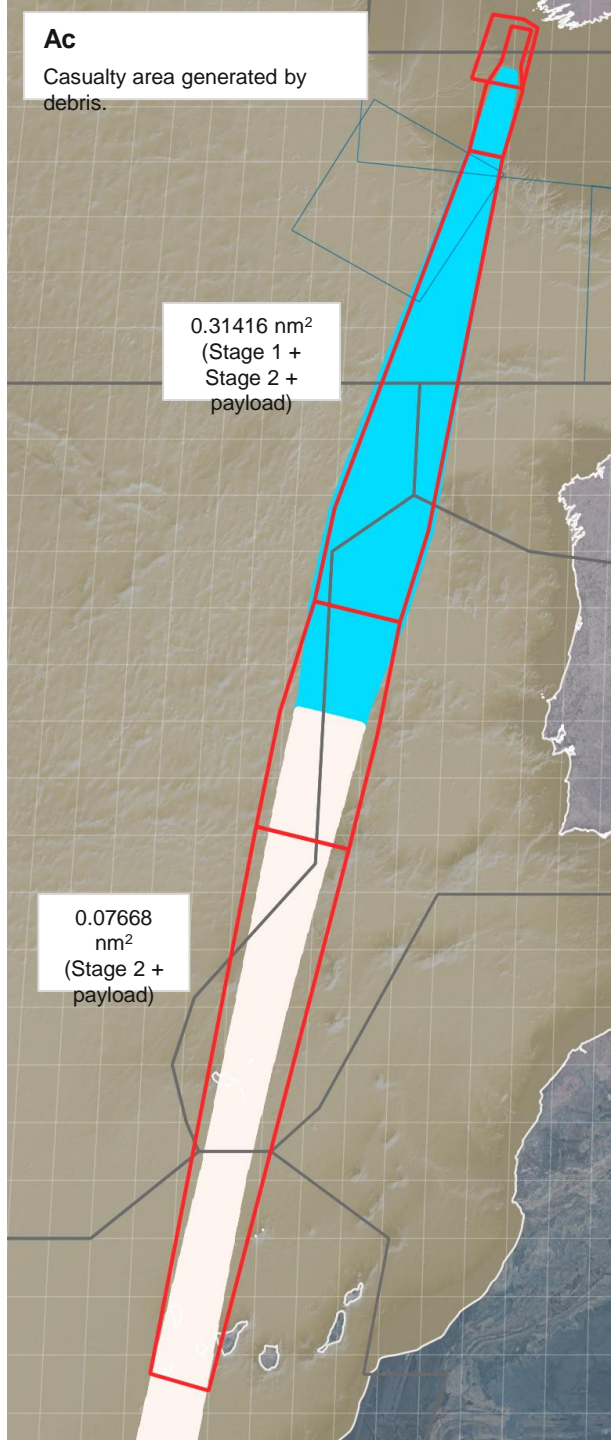 Ac
Casualty area generated by
debris.
0.31416 nm²
(Stage 1 +
Stage 2 +
payload)
0.07668
nm²
(Stage 2 +
payload)